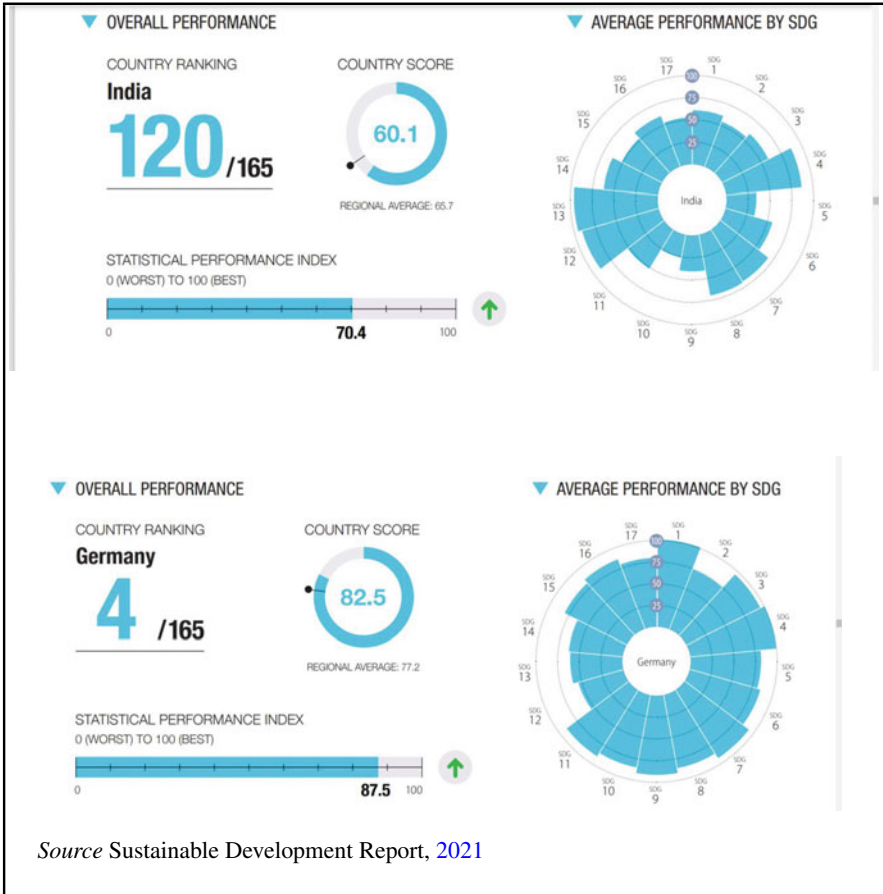 ▼ OVERALL PERFORMANCE
COUNTRY RANKING
India
120/165
COUNTRY SCORE
60.1
REGIONAL AVERAGE: 65.7
STATISTICAL PERFORMANCE INDEX
0 (WORST) TO 100 (BEST)
0
70.4
100
▼ AVERAGE PERFORMANCE BY SDG
SDG 1
SDG 2
SDG 3
SDG 4
SDG 5
SDG 6
SDG 7
SDG 8
SDG 9
SDG 10
SDG 11
SDG 12
SDG 13
SDG 14
SDG 15
SDG 16
SDG 17
100
75
50
25
India
▼ OVERALL PERFORMANCE
COUNTRY RANKING
Germany
4 /165
COUNTRY SCORE
82.5
REGIONAL AVERAGE: 77.2
STATISTICAL PERFORMANCE INDEX
0 (WORST) TO 100 (BEST)
0
87.5
100
▼ AVERAGE PERFORMANCE BY SDG
SDG 1
SDG 2
SDG 3
SDG 4
SDG 5
SDG 6
SDG 7
SDG 8
SDG 9
SDG 10
SDG 11
SDG 12
SDG 13
SDG 14
SDG 15
SDG 16
SDG 17
100
75
50
25
Germany
Source Sustainable Development Report, 2021